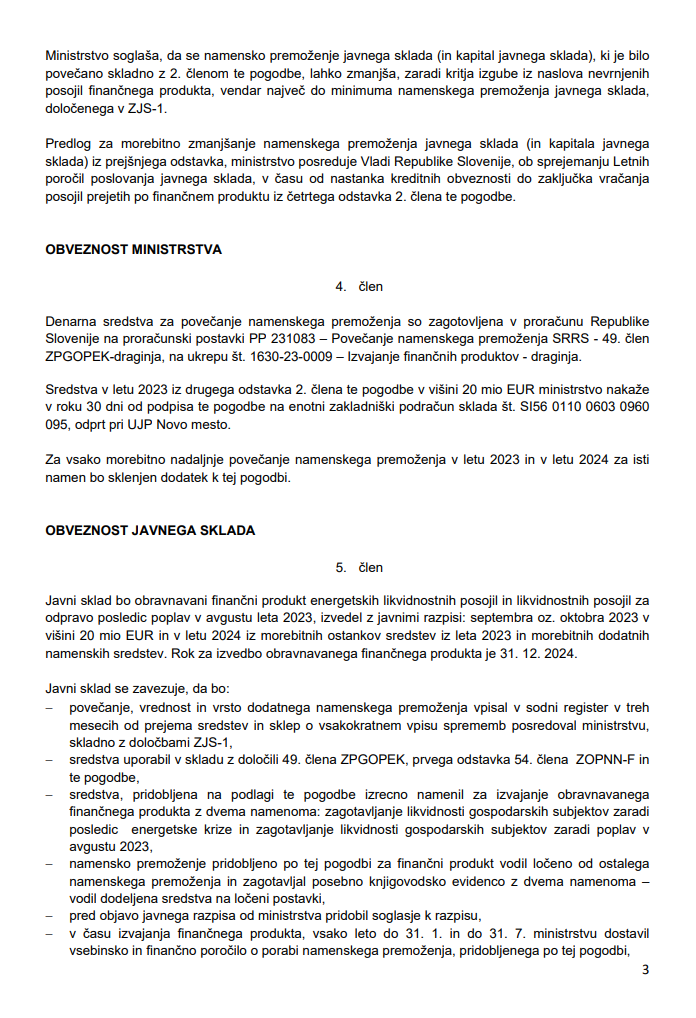 Ministrstvo soglaša, da se namensko premoženje javnega sklada (in kapital javnega sklada), ki je bilo
povečano skladno z 2. členom te pogodbe, lahko zmanjša, zaradi kritja izgube iz naslova nevrnjenih
posojil finančnega produkta, vendar največ do minimuma namenskega premoženja javnega sklada,
določenega v ZJS-1.
Predlog za morebitno zmanjšanje namenskega premoženja javnega sklada (in kapitala javnega
sklada) iz prejšnjega odstavka, ministrstvo posreduje Vladi Republike Slovenije, ob sprejemanju Letnih
poročil poslovanja javnega sklada, v času od nastanka kreditnih obveznosti do zaključka vračanja
posojil prejetih po finančnem produktu iz četrtega odstavka 2. člena te pogodbe.
OBVEZNOST MINISTRSTVA
4. člen
Denarna sredstva za povečanje namenskega premoženja so zagotovljena v proračunu Republike
Slovenije na proračunski postavki PP 231083 – Povečanje namenskega premoženja SRRS - 49. člen
ZPGOPEK-draginja, na ukrepu št. 1630-23-0009 – Izvajanje finančnih produktov - draginja.
Sredstva v letu 2023 iz drugega odstavka 2. člena te pogodbe v višini 20 mio EUR ministrstvo nakaže
v roku 30 dni od podpisa te pogodbe na enotni zakladniški podračun sklada št. SI56 0110 0603 0960
095, odprt pri UJP Novo mesto.
Za vsako morebitno nadaljnje povečanje namenskega premoženja v letu 2023 in v letu 2024 za isti
namen bo sklenjen dodatek k tej pogodbi.
OBVEZNOST JAVNEGA SKLADA
5. člen
Javni sklad bo obravnavani finančni produkt energetskih likvidnostnih posojil in likvidnostnih posojil za
odpravo posledic poplav v avgustu leta 2023, izvedel z javnimi razpisi: septembra oz. oktobra 2023 v
višini 20 mio EUR in v letu 2024 iz morebitnih ostankov sredstev iz leta 2023 in morebitnih dodatnih
namenskih sredstev. Rok za izvedbo obravnavanega finančnega produkta je 31. 12. 2024.
Javni sklad se zavezuje, da bo:
– povečanje, vrednost in vrsto dodatnega namenskega premoženja vpisal v sodni register v treh
mesecih od prejema sredstev in sklep o vsakokratnem vpisu sprememb posredoval ministrstvu,
skladno z določbami ZJS-1,
– sredstva uporabil v skladu z določili 49. člena ZPGOPEK, prvega odstavka 54. člena ZOPNN-F in
te pogodbe,
– sredstva, pridobljena na podlagi te pogodbe izrecno namenil za izvajanje obravnavanega
finančnega produkta z dvema namenoma: zagotavljanje likvidnosti gospodarskih subjektov zaradi
posledic energetske krize in zagotavljanje likvidnosti gospodarskih subjektov zaradi poplav v
avgustu 2023,
– namensko premoženje pridobljeno po tej pogodbi za finančni produkt vodil ločeno od ostalega
namenskega premoženja in zagotavljal posebno knjigovodsko evidenco z dvema namenoma –
vodil dodeljena sredstva na ločeni postavki,
– pred objavo javnega razpisa od ministrstva pridobil soglasje k razpisu,
– v času izvajanja finančnega produkta, vsako leto do 31. 1. in do 31. 7. ministrstvu dostavil
vsebinsko in finančno poročilo o porabi namenskega premoženja, pridobljenega po tej pogodbi,
3